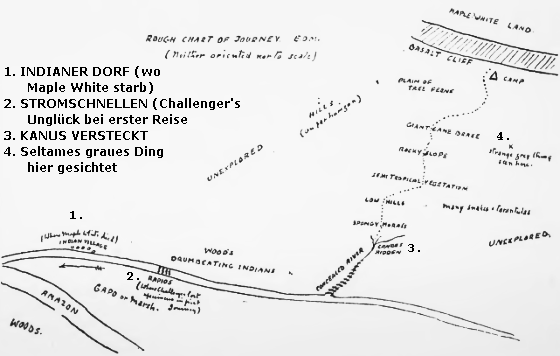 MAPLE WHITE LAND.
ROUGH CHART OF JOURNEY. EDM.
(Neither oriented nor to scale)
BASALT CLIFF
CAMP
1. INDIANER DORF (wo
Maple White starb)
2. STROMSCHNELLEN (Challenger's
Unglück bei erster Reise
3. KANUS VERSTECKT
4. Seltames graues Ding
hier gesichtet
PLAIN OF
TREE FERNS
HILLS
UNEXPLORED
GIANT CANE BRAKE
4.
x
strange grey thing
seen here.
ROCKY SLOPE
SEMI TROPICAL VEGETATION
LOW HILLS
many snakes & tarantulas
SPONGY MORASS
UNEXPLORED.
CANOES
HIDDEN
3.
1.
(Where Maple White died)
INDIAN VILLAGE
WOODS
DRUMBEATING INDIANS
CONCEALED RIVER
2.
RAPIDS
(Where Challenger lost
specimens in first
Journey)
GAPO or Marsh.
AMAZON
WOODS.